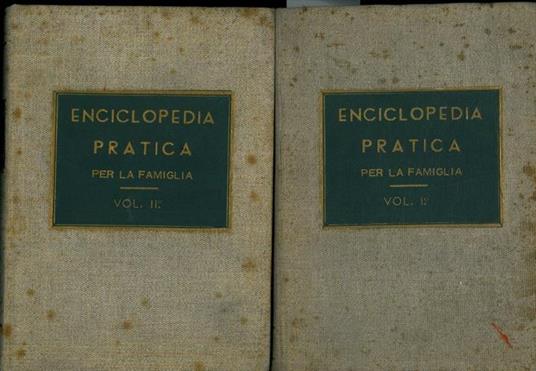 ENCICLOPEDIA
PRATICA
PER LA FAMIGLIA
VOL. II.°
ENCICLOPEDIA
PRATICA
PER LA FAMIGLIA
VOL. I.°